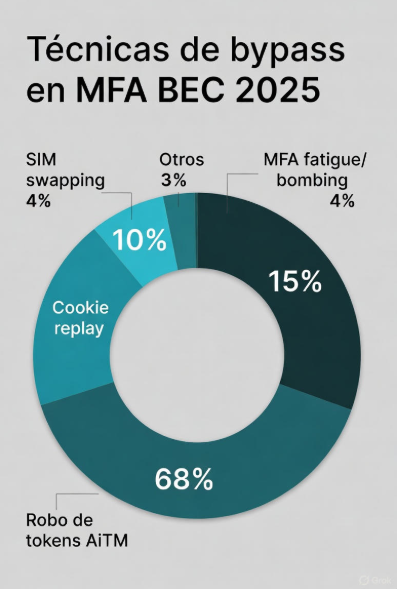 Técnicas de bypass
en MFA BEC 2025
SIM
swapping
4%
Otros
3%
MFA fatigue/
bombing
4%
10%
15%
Cookie
replay
68%
Robo de
tokens AiTM